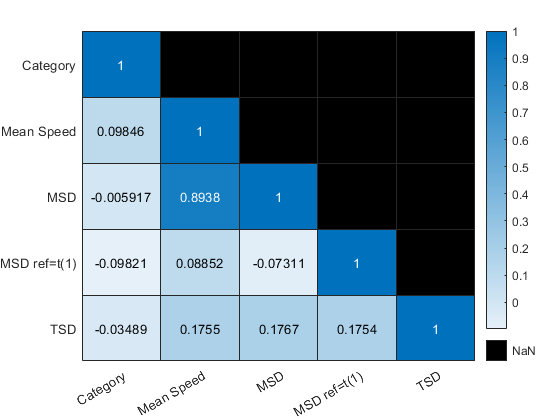 Category
1
Mean Speed
0.09846
1
MSD
-0.005917
0.8938
1
MSD ref=t(1)
-0.09821
0.08852
-0.07311
1
TSD
-0.03489
0.1755
0.1767
0.1754
1
Category
Mean Speed
MSD
MSD ref=t(1)
TSD
1
0.9
0.8
0.7
0.6
0.5
0.4
0.3
0.2
0.1
0
NaN